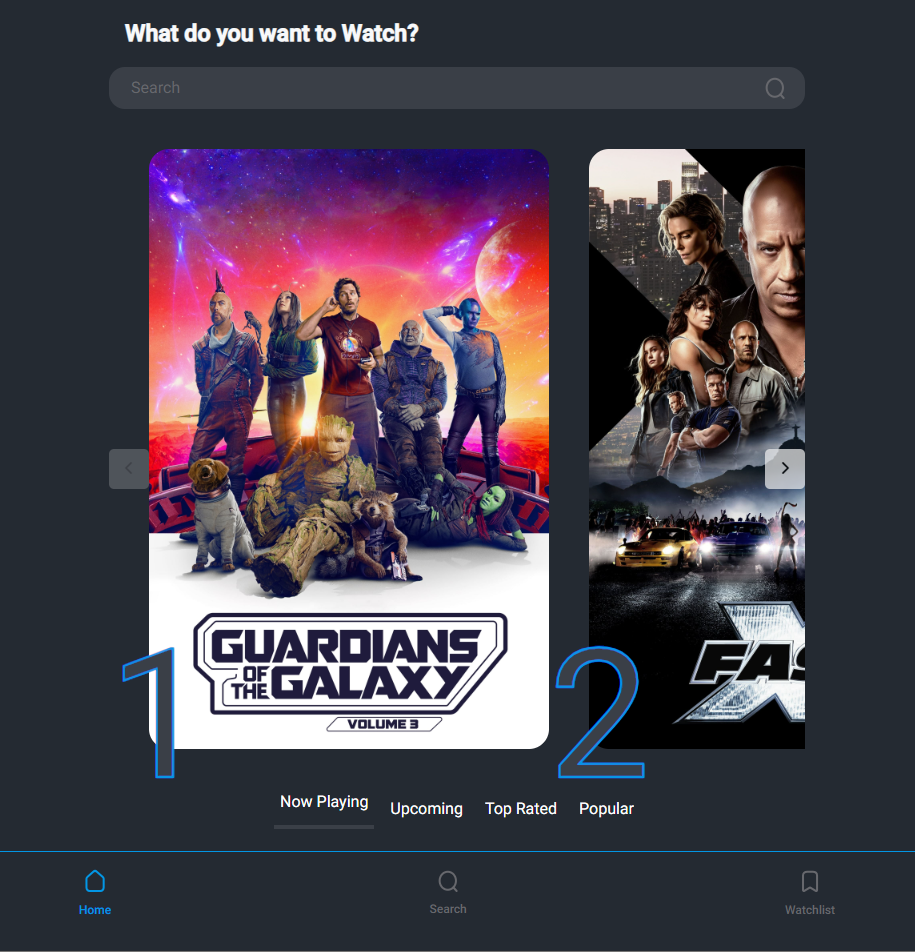 What do you want to Watch?
Search
GUARDIANS
OF
THE GALAXY
VOLUME 3
1
FAS
X
2
Now Playing
Upcoming
Top Rated
Popular
Home
Search
Watchlist